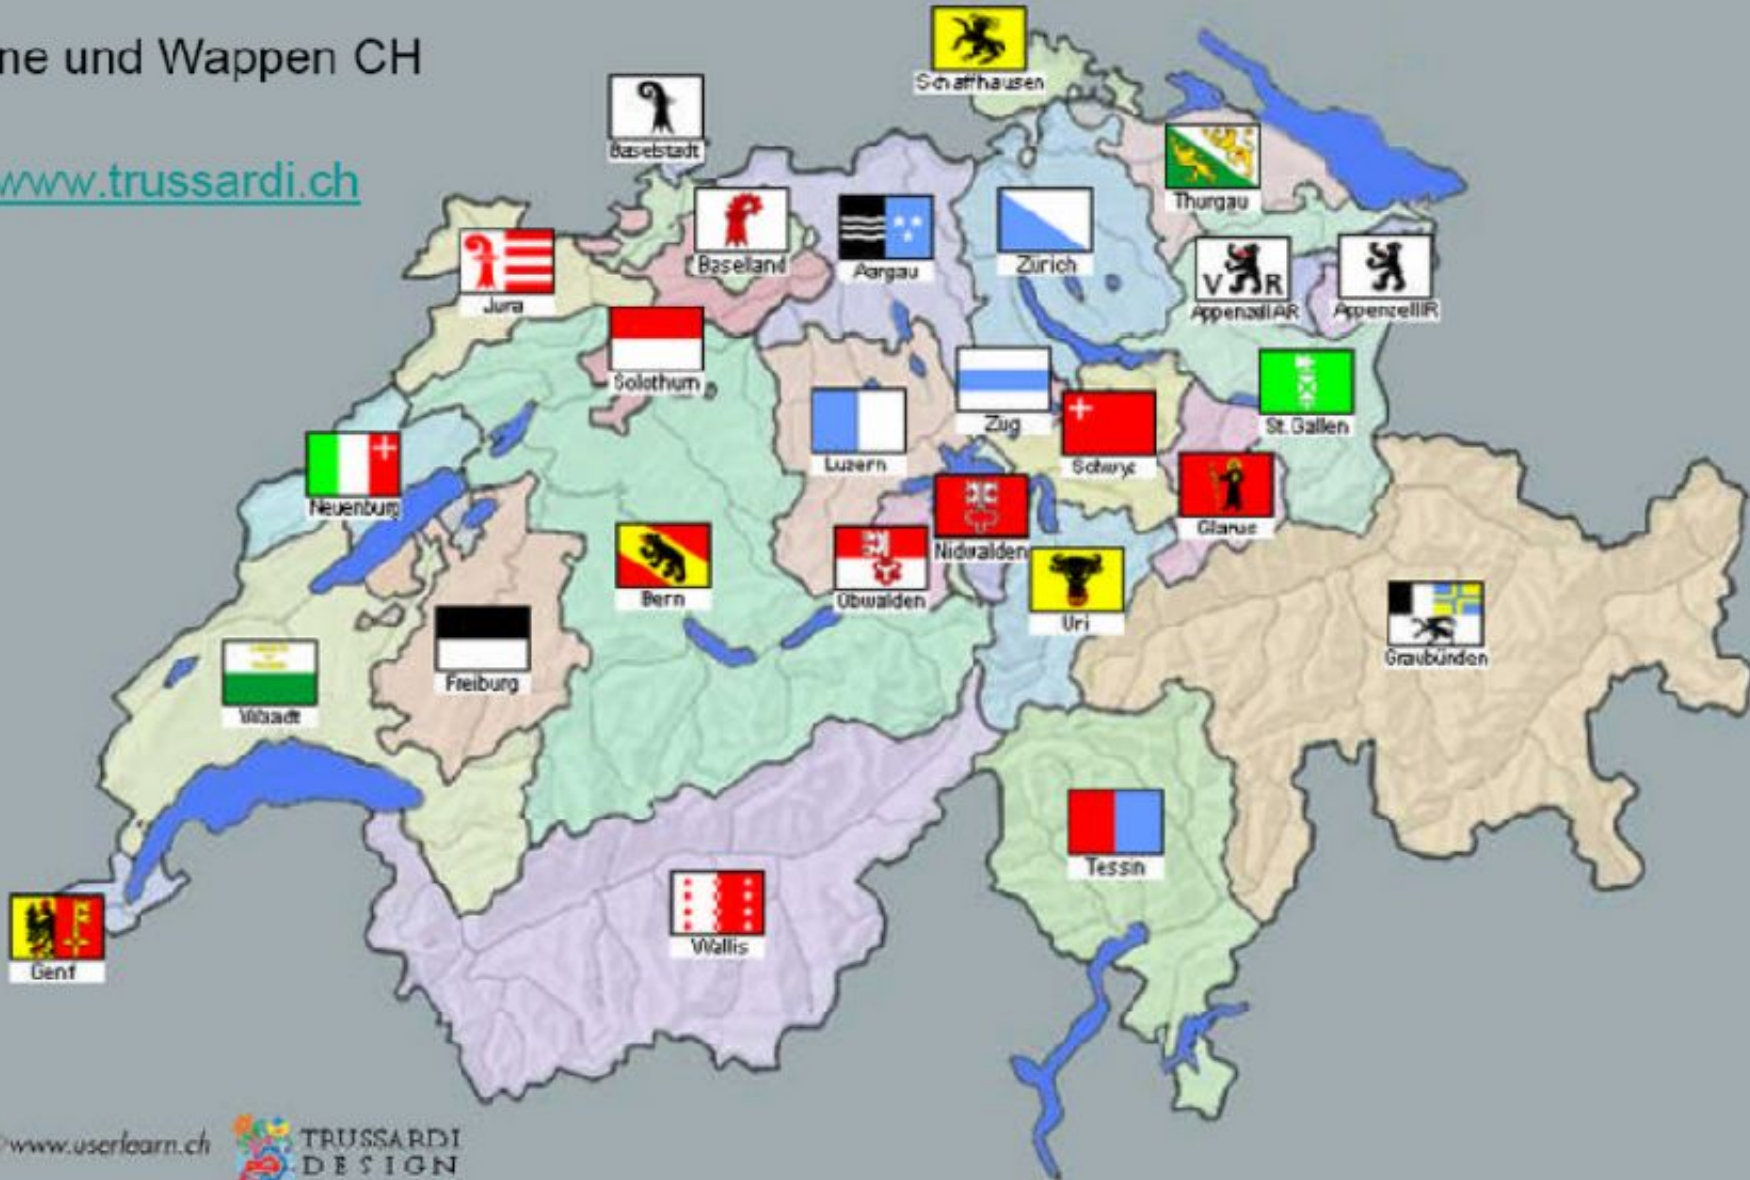 ne und Wappen CH
www.trussardi.ch
Schaffhausen
Baselstadt
Thurgau
Baselland
Aargau
Zürich
Jura
AppenzellAR
AppenzellIR
V R
Solothurn
Zug
St.Gallen
Luzern
Schwyz
Neuenburg
Glarus
Nidwalden
Bern
Obwalden
Uri
Graubünden
Freiburg
Waadt
Tessin
Wallis
Genf
www.userlearn.ch
TRUSSARDI
DESIGN